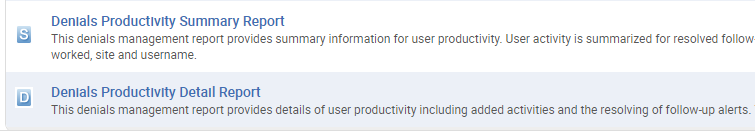 Denials Productivity Summary Report
S
This denials management report provides summary information for user productivity. User activity is summarized for resolved follow-
worked, site and username.
Denials Productivity Detail Report
D
This denials management report provides details of user productivity including added activities and the resolving of follow-up alerts.